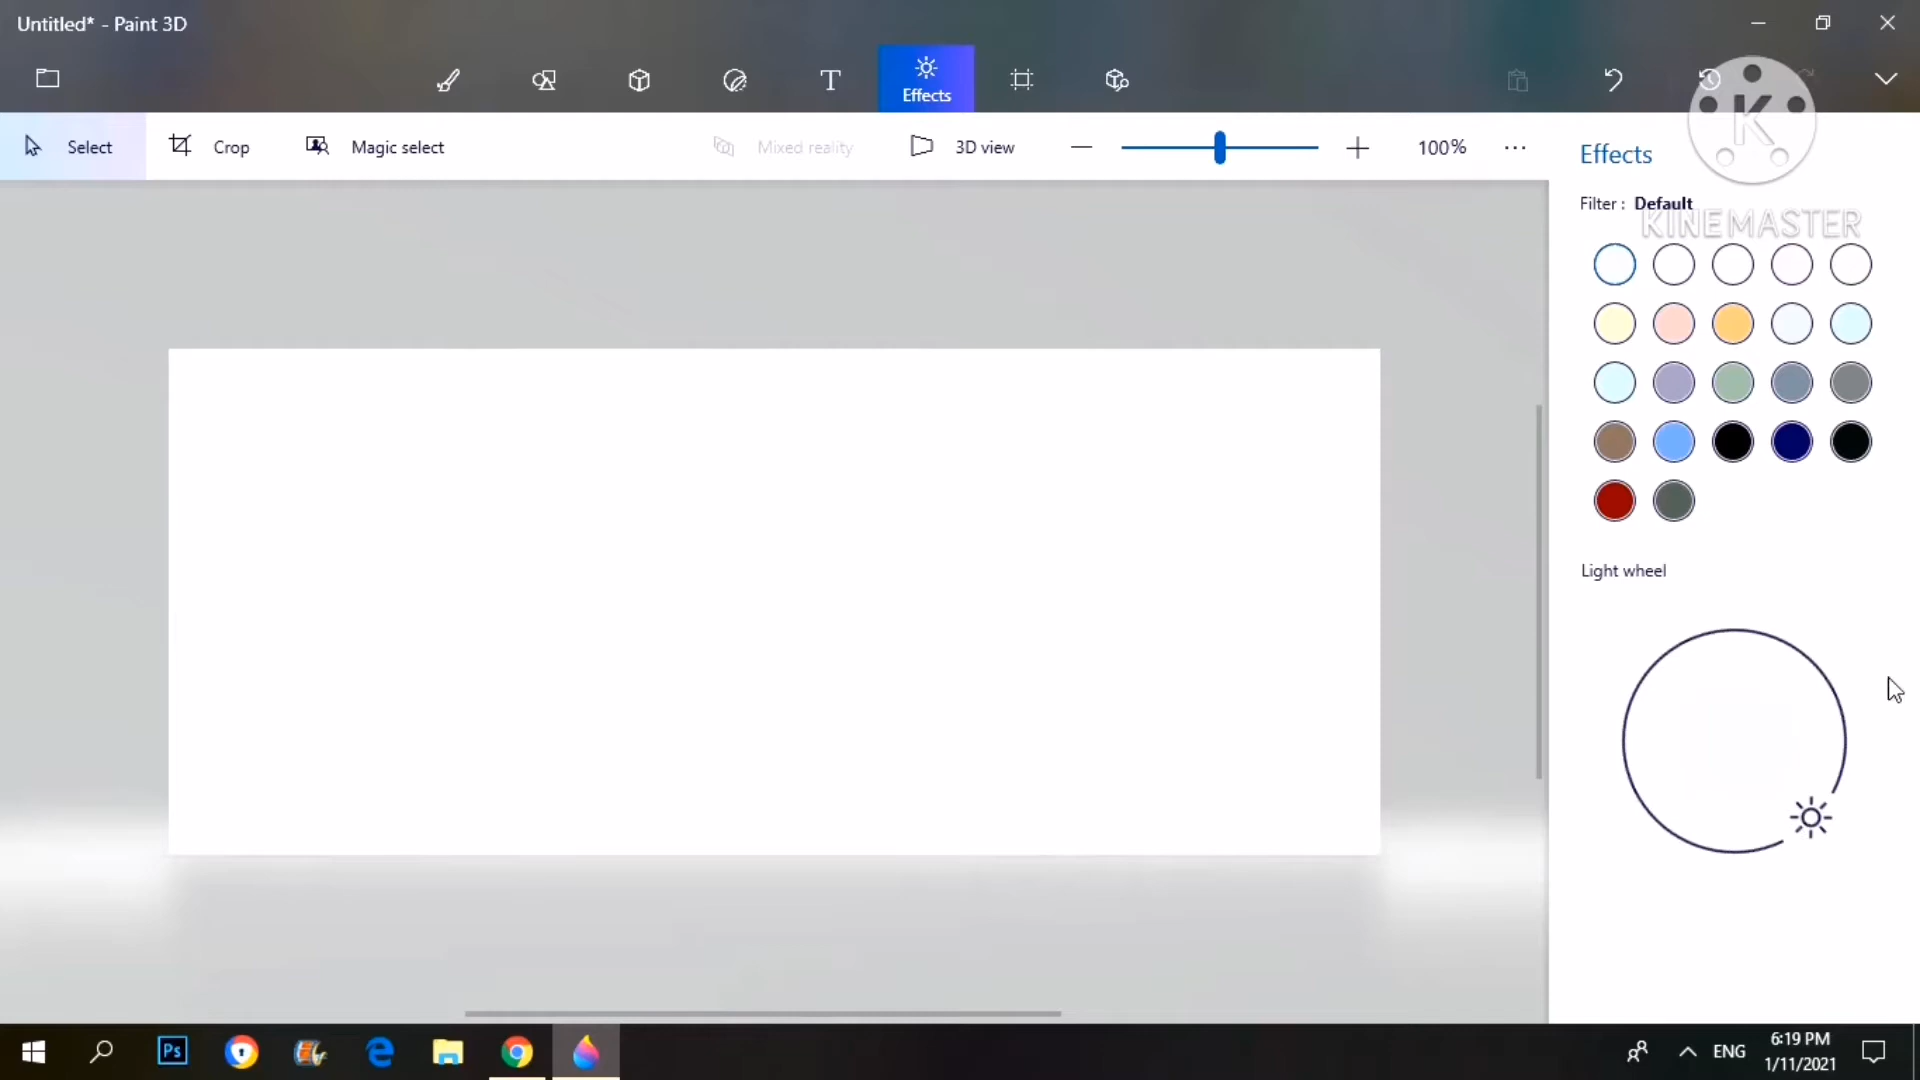 Untitled* - Paint 3D
Effects
Select
Crop
Magic select
Mixed reality
3D view
100%
Effects
K
Filter : Default
KINEMASTER
Light wheel
Ps
ENG
6:19 PM
1/11/2021